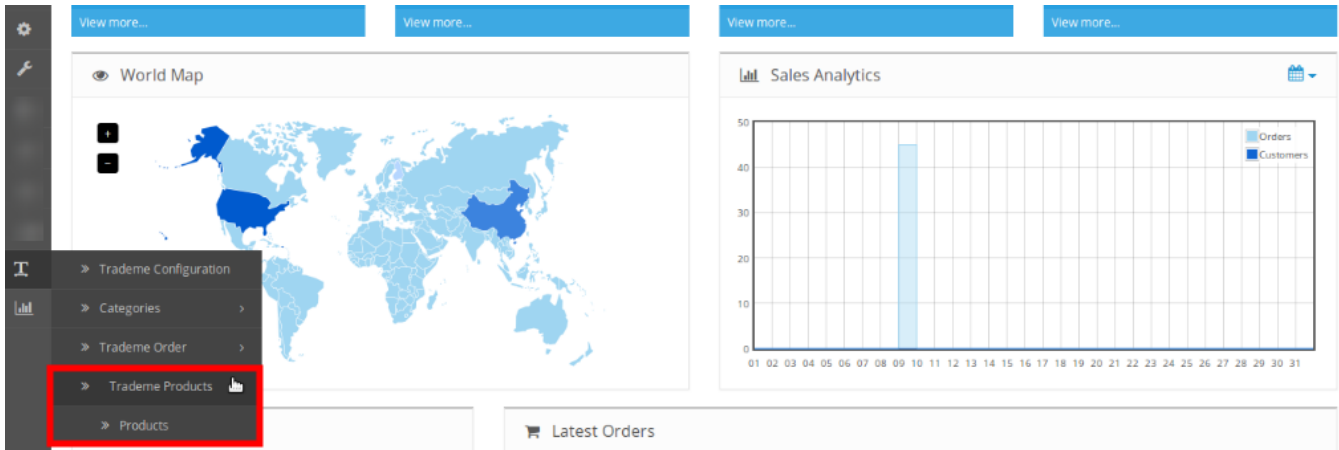 View more...
View more...
View more...
View more...
World Map
Sales Analytics
+
-
50
40
30
20
10
0
Orders
Customers
01 02 03 04 05 06 07 08 09 10 11 12 13 14 15 16 17 18 19 20 21 22 23 24 25 26 27 28 29 30 31
Trademe Configuration
Categories
Trademe Order
Trademe Products
Products
Latest Orders